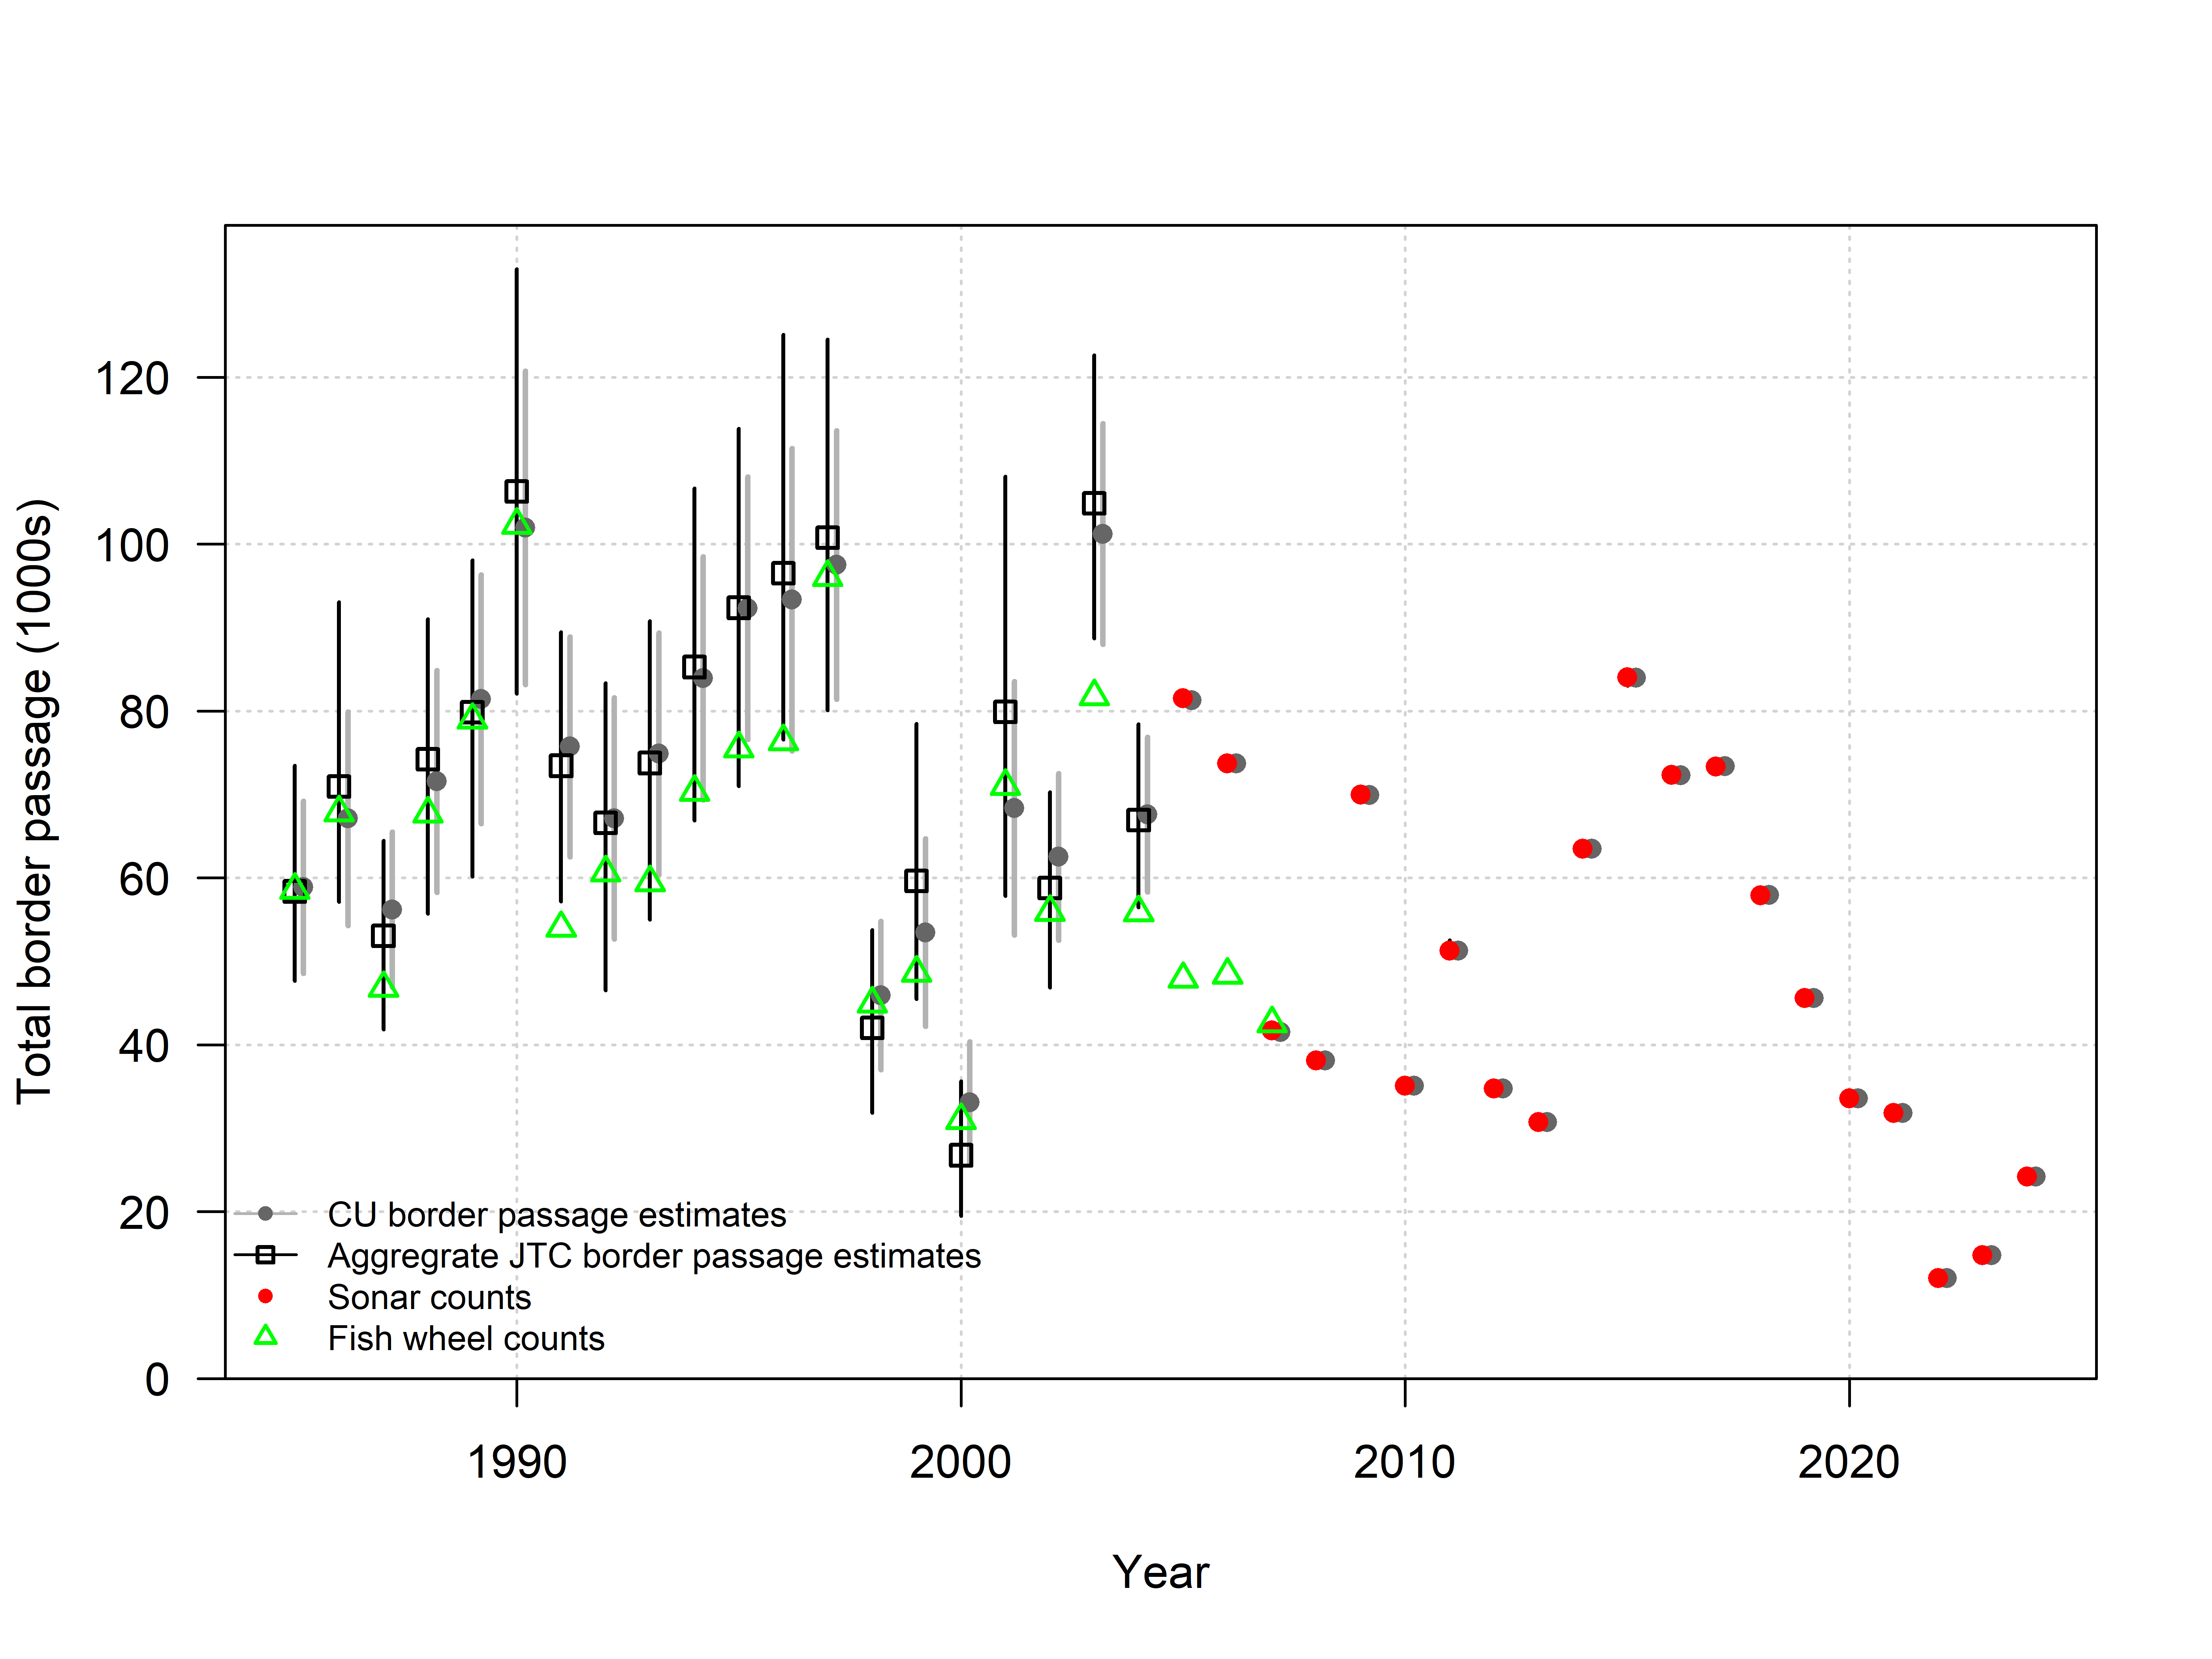 Total border passage (1000s)
120
100
80
60
40
20
0
CU border passage estimates
Aggregrate JTC border passage estimates
Sonar counts
Fish wheel counts
1990 2000 2010 2020
Year